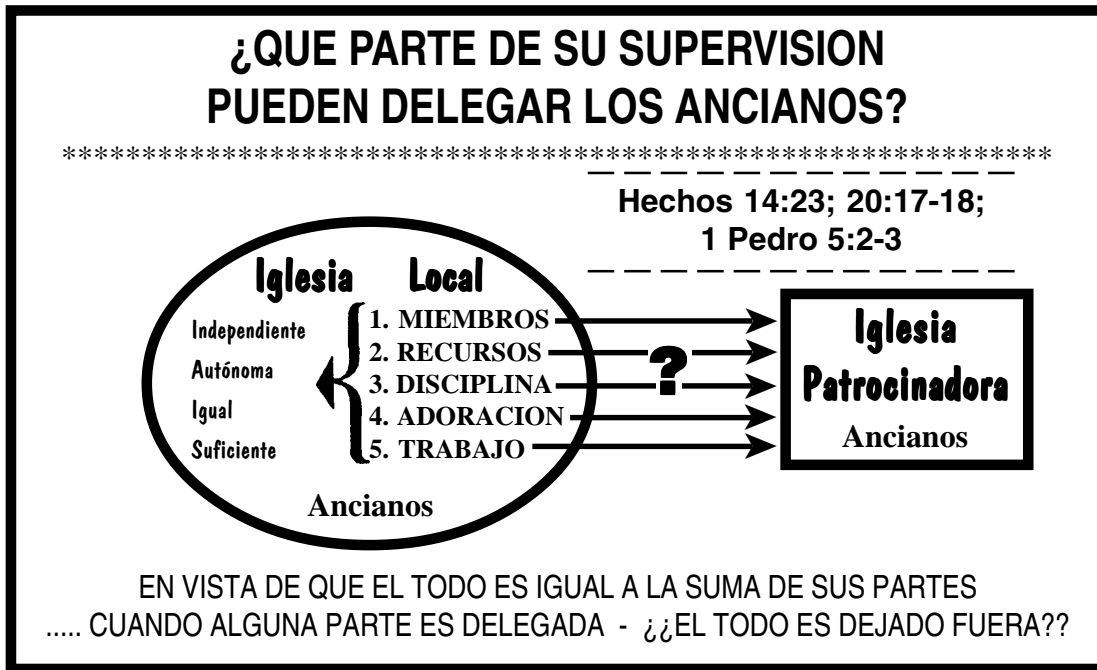 ¿QUE PARTE DE SU SUPERVISION
PUEDEN DELEGAR LOS ANCIANOS?
**************************************************************
Hechos 14:23; 20:17-18;
1 Pedro 5:2-3
Iglesia Local
Independiente
Autónoma
Igual
Suficiente
1. MIEMBROS
2. RECURSOS
3. DISCIPLINA
4. ADORACION
5. TRABAJO
Ancianos
?
Iglesia
Patrocinadora
Ancianos
EN VISTA DE QUE EL TODO ES IGUAL A LA SUMA DE SUS PARTES
..... CUANDO ALGUNA PARTE ES DELEGADA - ¿¿EL TODO ES DEJADO FUERA??